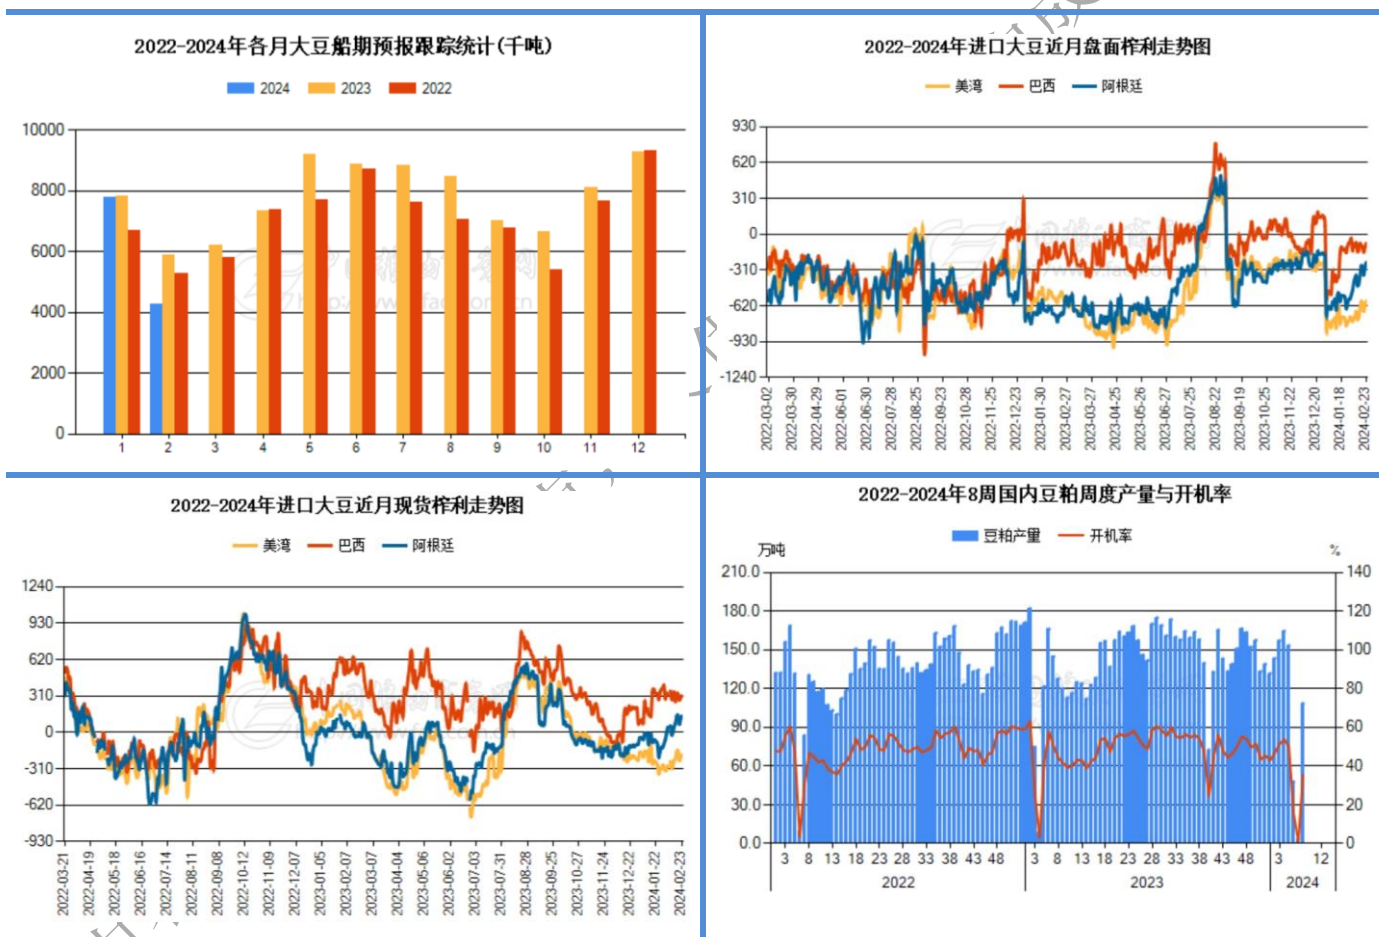 2022-2024年各月大豆船期预报跟踪统计(千吨)
2024 2023 2022
10000
8000
6000
4000
2000
0
1 2 3 4 5 6 7 8 9 10 11 12
2022-2024年进口大豆近月盘面榨利走势图
美湾 巴西 阿根廷
930
620
310
0
-310
-620
-930
-1240
2022-03-02 2022-03-30 2022-04-29 2022-06-01 2022-06-30 2022-07-28 2022-08-25 2022-09-23 2022-10-28 2022-11-25 2022-12-23 2023-01-30 2023-02-27 2023-03-27 2023-04-25 2023-05-26 2023-06-27 2023-07-25 2023-08-22 2023-09-19 2023-10-25 2023-11-22 2023-12-20 2024-01-18 2024-02-23
2022-2024年进口大豆近月现货榨利走势图
美湾 巴西 阿根廷
1240
930
620
310
0
-310
-620
-930
2022-03-21 2022-04-19 2022-05-18 2022-06-16 2022-07-14 2022-08-11 2022-09-08 2022-10-12 2022-11-09 2022-12-07 2023-01-05 2023-02-07 2023-03-07 2023-04-04 2023-05-06 2023-06-02 2023-07-03 2023-07-31 2023-08-28 2023-09-25 2023-10-27 2023-11-24 2023-12-22 2024-01-22 2024-02-23
2022-2024年8周国内豆粕周度产量与开机率
豆粕产量 开机率
万吨 %
210.0 140
180.0 120
150.0 100
120.0 80
90.0 60
60.0 40
30.0 20
0.0 0
3 8 13 18 23 28 33 38 43 48 3 8 13 18 23 28 33 38 43 48 3 12
2022 2023 2024